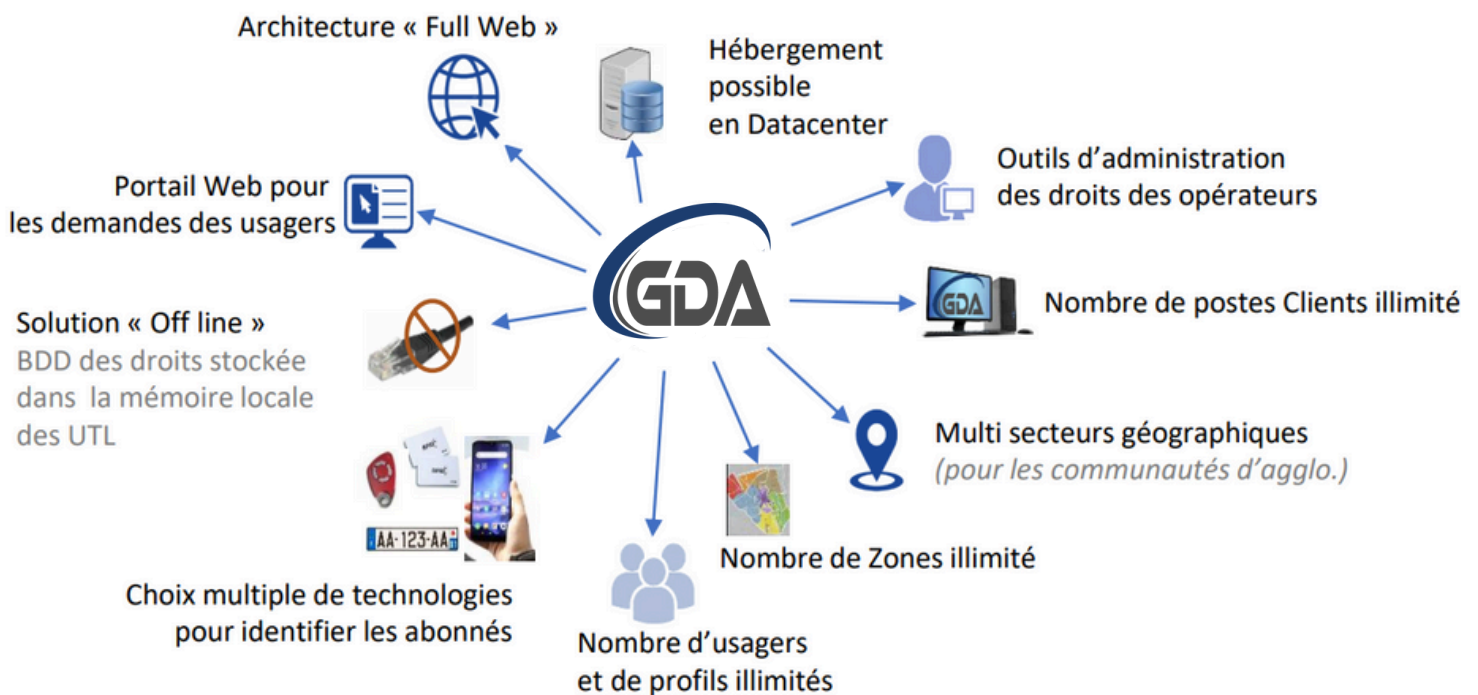 Architecture « Full Web »
Hébergement
possible
en Datacenter
Outils d'administration
des droits des opérateurs
Portail Web pour
les demandes des usagers
GDA
GDA
Nombre de postes Clients illimité
Solution « Off line »
BDD des droits stockée
dans la mémoire locale
des UTL
Multi secteurs géographiques
(pour les communautés d'agglo.)
AA-123-AA
Nombre de Zones illimité
Choix multiple de technologies
pour identifier les abonnés
Nombre d'usagers
et de profils illimités